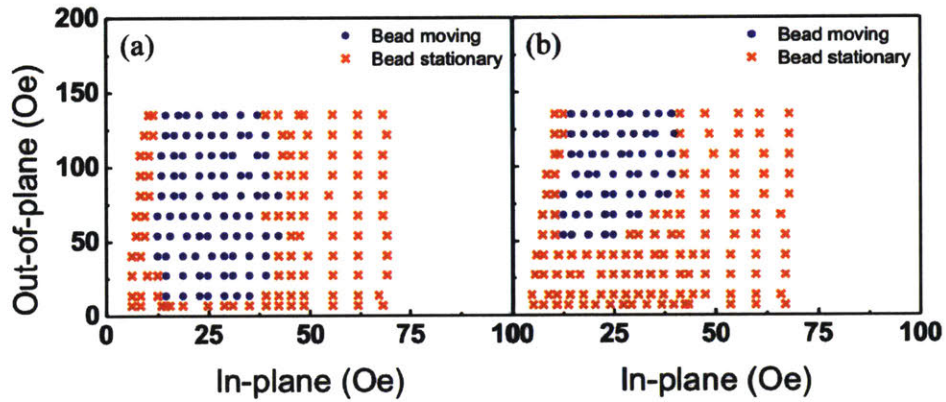 200
(a)
Bead moving
Bead stationary
(b)
Bead moving
Bead stationary
150
100
50
0
Out-of-plane (Oe)
0 25 50 75 100 25 50 75 100
In-plane (Oe) In-plane (Oe)